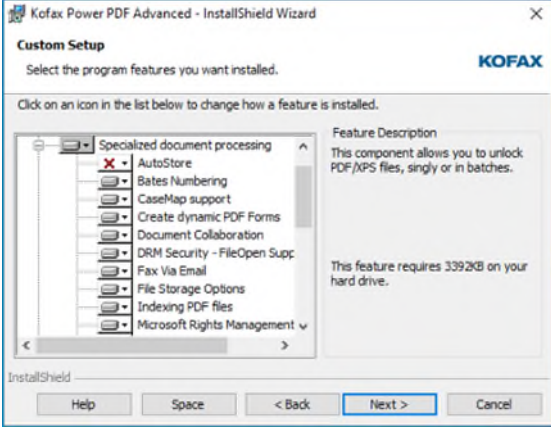 Kofax Power PDF Advanced - InstallShield Wizard
Custom Setup
Select the program features you want installed.
KOFAX
Click on an icon in the list below to change how a feature is installed.
Specialized document processing
AutoStore
Bates Numbering
CaseMap support
Create dynamic PDF Forms
Document Collaboration
DRM Security - FileOpen Supp
Fax Via Email
File Storage Options
Indexing PDF files
Microsoft Rights Management
Feature Description
This component allows you to unlock
PDF/XPS files, singly or in batches.
This feature requires 3392KB on your
hard drive.
InstallShield
Help
Space
< Back
Next >
Cancel